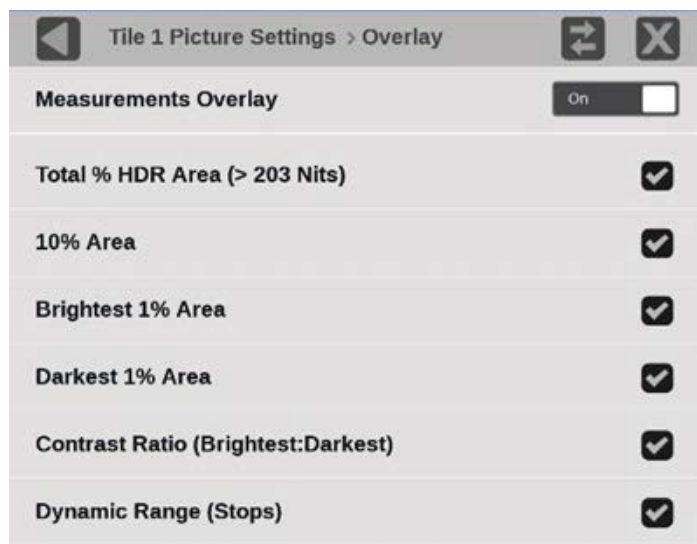 Tile 1 Picture Settings > Overlay
Measurements Overlay On
Total % HDR Area (> 203 Nits)
10% Area
Brightest 1% Area
Darkest 1% Area
Contrast Ratio (Brightest:Darkest)
Dynamic Range (Stops)